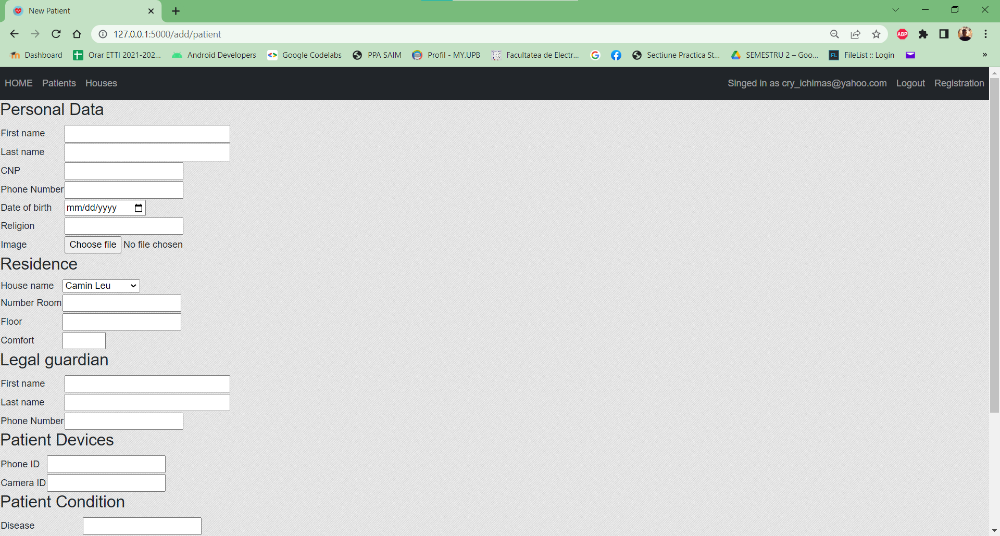 New Patient
127.0.0.1:5000/add/patient
ABP
Dashboard Orar ETTI 2021-202... Android Developers Google Codelabs PPA SAIM Profil - MY.UPB Facultatea de Electr... Sectiune Practica St... SEMESTRU 2 – Goo... FL FileList :: Login »
HOME Patients Houses Singed in as cry_ichimas@yahoo.com Logout Registration
Personal Data
First name
Last name
CNP
Phone Number
Date of birth mm/dd/yyyy
Religion
Image Choose file No file chosen
Residence
House name Camin Leu
Number Room
Floor
Comfort
Legal guardian
First name
Last name
Phone Number
Patient Devices
Phone ID
Camera ID
Patient Condition
Disease